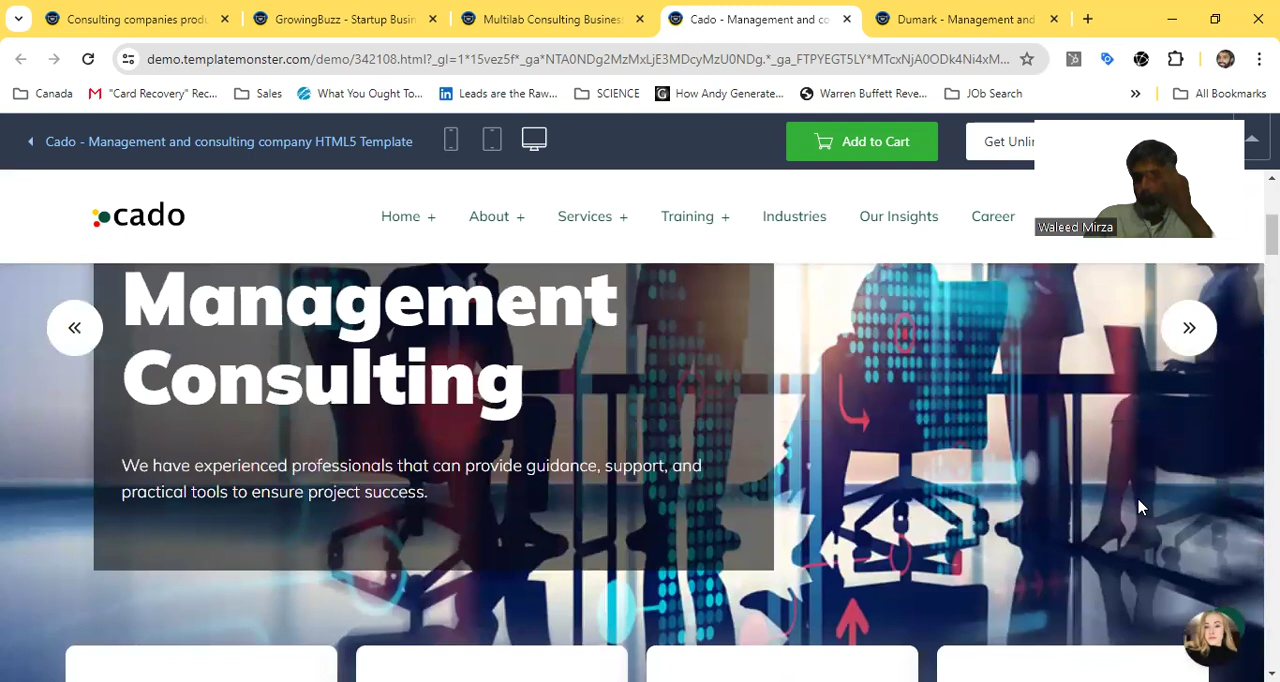 Consulting companies produ
GrowingBuzz - Startup Busin
Multilab Consulting Business
Cado - Management and co
Dumark - Management and
demo.templatemonster.com/demo/342108.html?_gl=1*15vez5f*_ga*NTA0NDg2MzMxLjE3MDcyMzU0NDg.*_ga_FTPYEGT5LY*MTcxNjA0ODk4Ni4xM...
Canada
"Card Recovery" Rec...
Sales
What You Ought To...
Leads are the Raw...
SCIENCE
How Andy Generate...
Warren Buffett Reve...
JOb Search
»
All Bookmarks
Cado - Management and consulting company HTML5 Template
Add to Cart
Get Unli
Waleed Mirza
cado
Home +
About +
Services +
Training +
Industries
Our Insights
Career
Management
Consulting
We have experienced professionals that can provide guidance, support, and
practical tools to ensure project success.